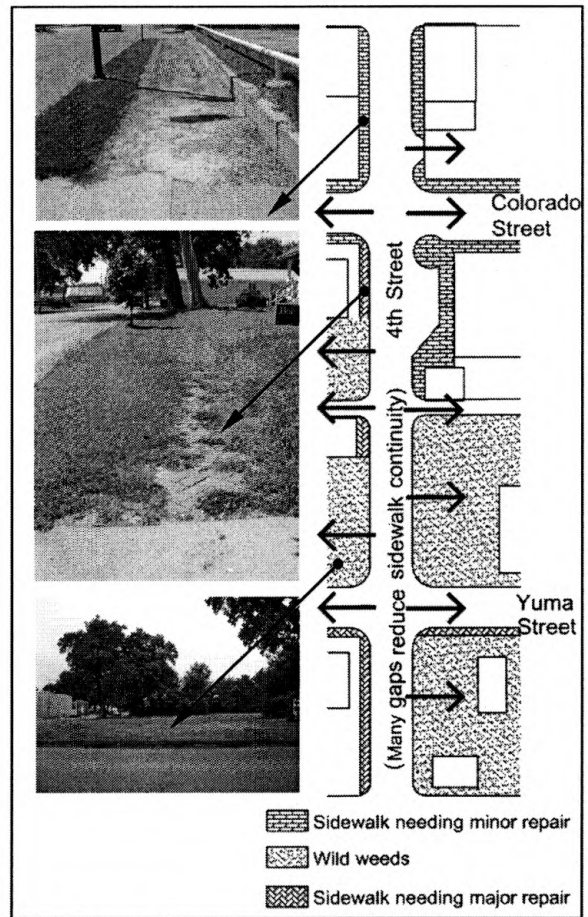 Colorado
Street
4th Street
(Many gaps reduce sidewalk continuity)
Yuma
Street
Sidewalk needing minor repair
Wild weeds
Sidewalk needing major repair